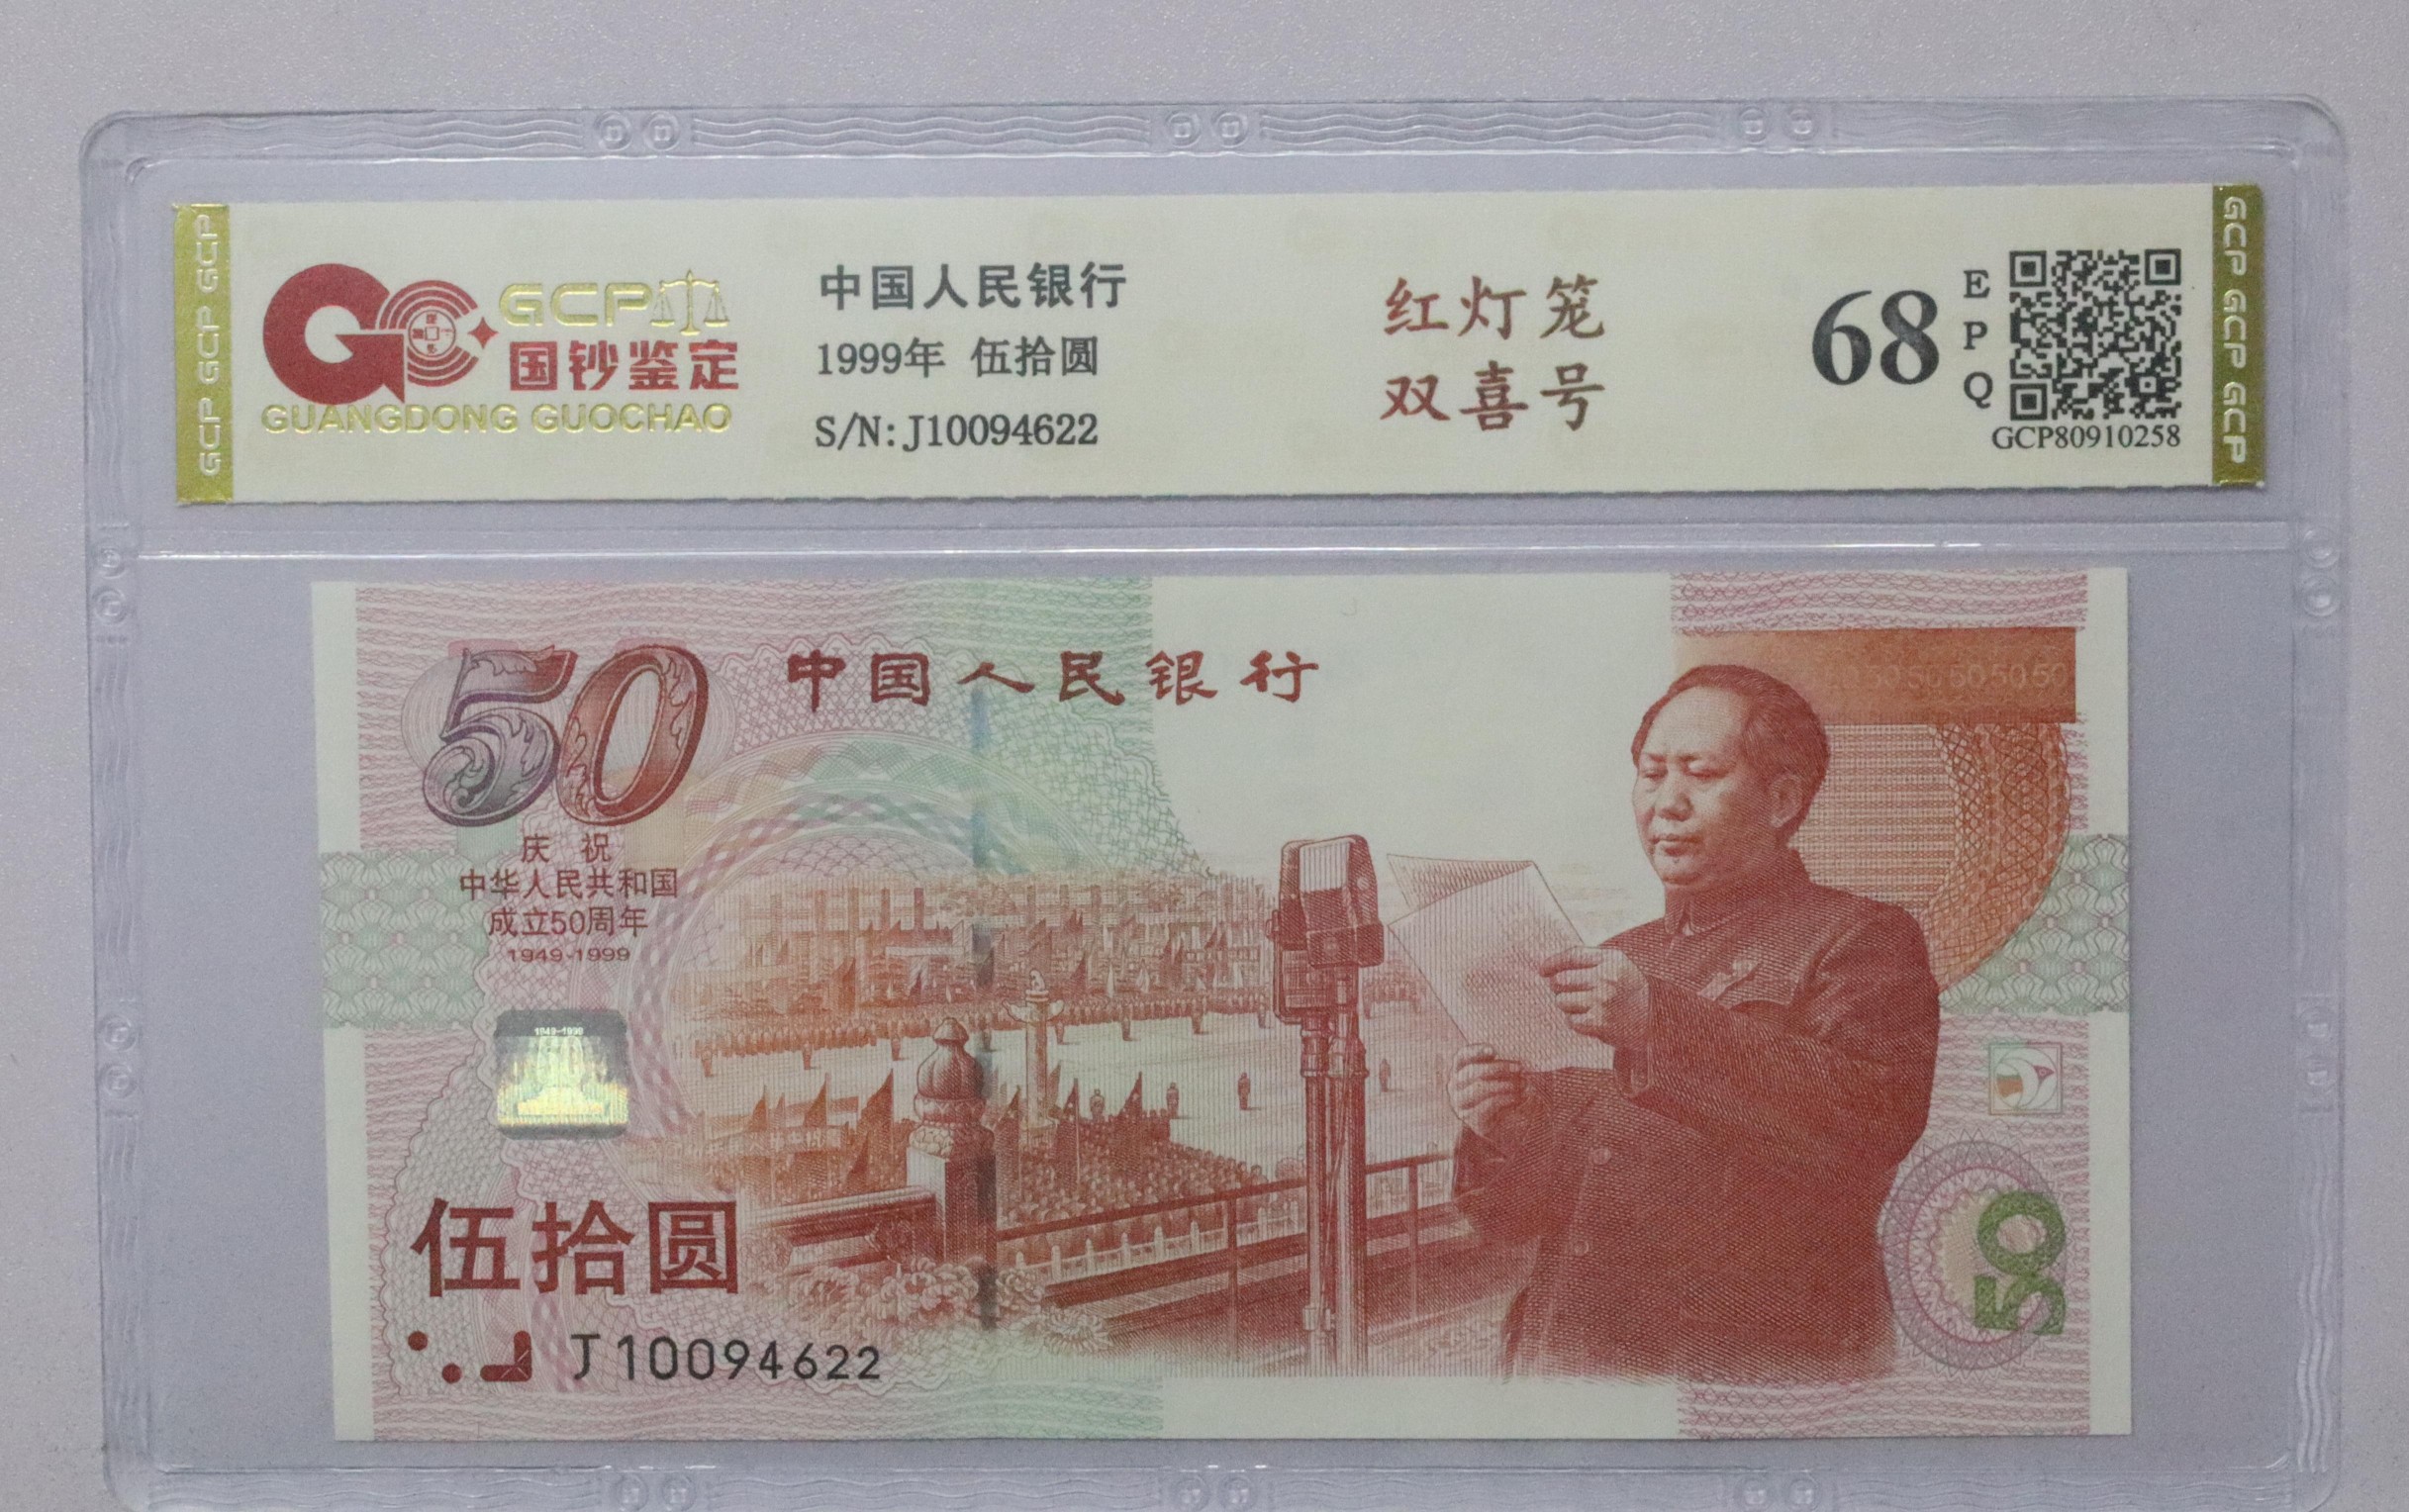 GCP GCP GCP
GCP
国钞鉴定
GUANGDONG GUOCHAO
中国人民银行
1999年 伍拾圆
S/N: J10094622
红灯笼
双喜号
68
EPQ
GCP80910258
GCP GCP GCP
50
中国人民银行
庆祝
中华人民共和国
成立50周年
1949-1999
1949-1999
伍拾圆
J10094622
50